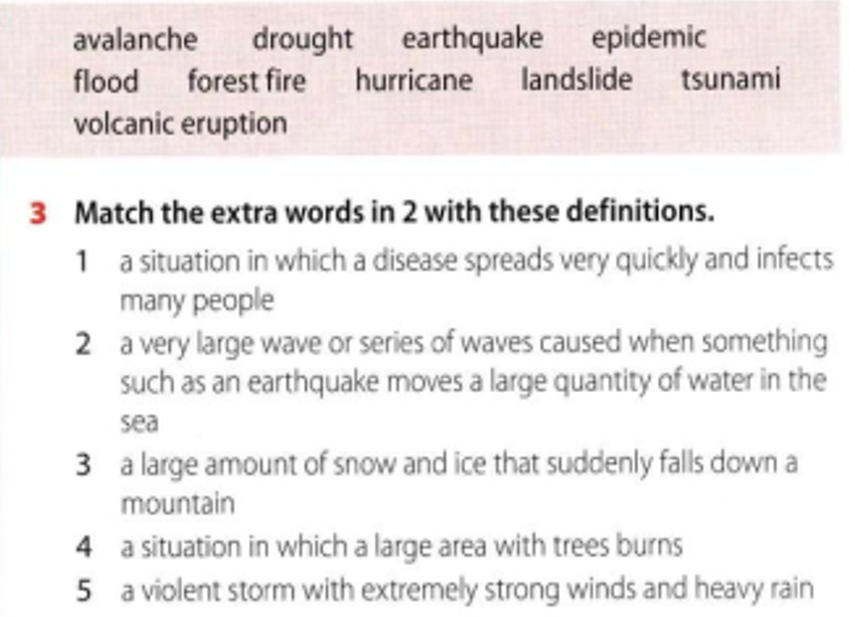 avalanche drought earthquake epidemic
flood forest fire hurricane landslide tsunami
volcanic eruption
3 Match the extra words in 2 with these definitions.
1 a situation in which a disease spreads very quickly and infects
many people
2 a very large wave or series of waves caused when something
such as an earthquake moves a large quantity of water in the
sea
3 a large amount of snow and ice that suddenly falls down a
mountain
4 a situation in which a large area with trees burns
5 a violent storm with extremely strong winds and heavy rain